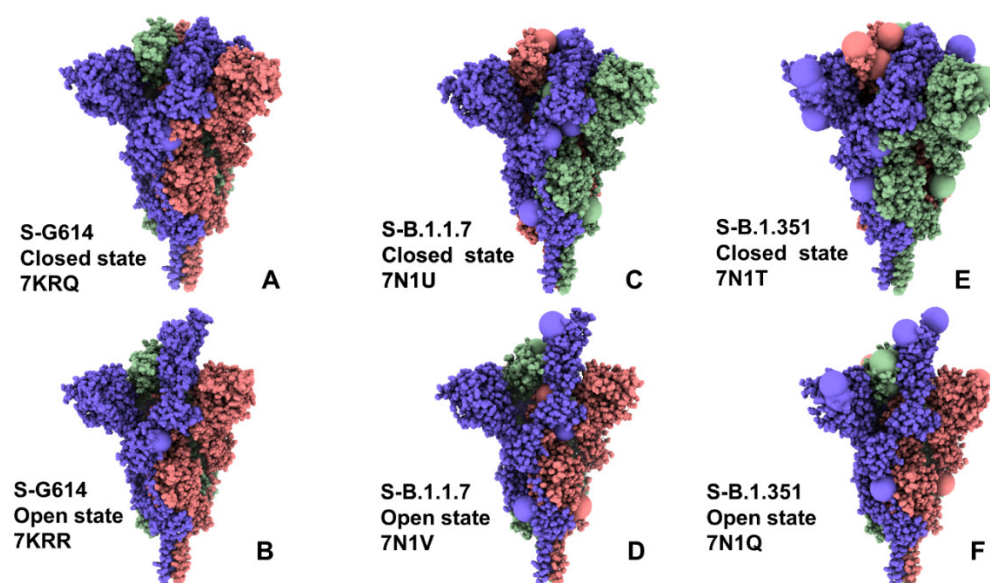 S-G614
Closed state
7KRQ
A
S-B.1.1.7
Closed state
7N1U
C
S-B.1.351
Closed state
7N1T
E
S-G614
Open state
7KRR
B
S-B.1.1.7
Open state
7N1V
D
S-B.1.351
Open state
7N1Q
F